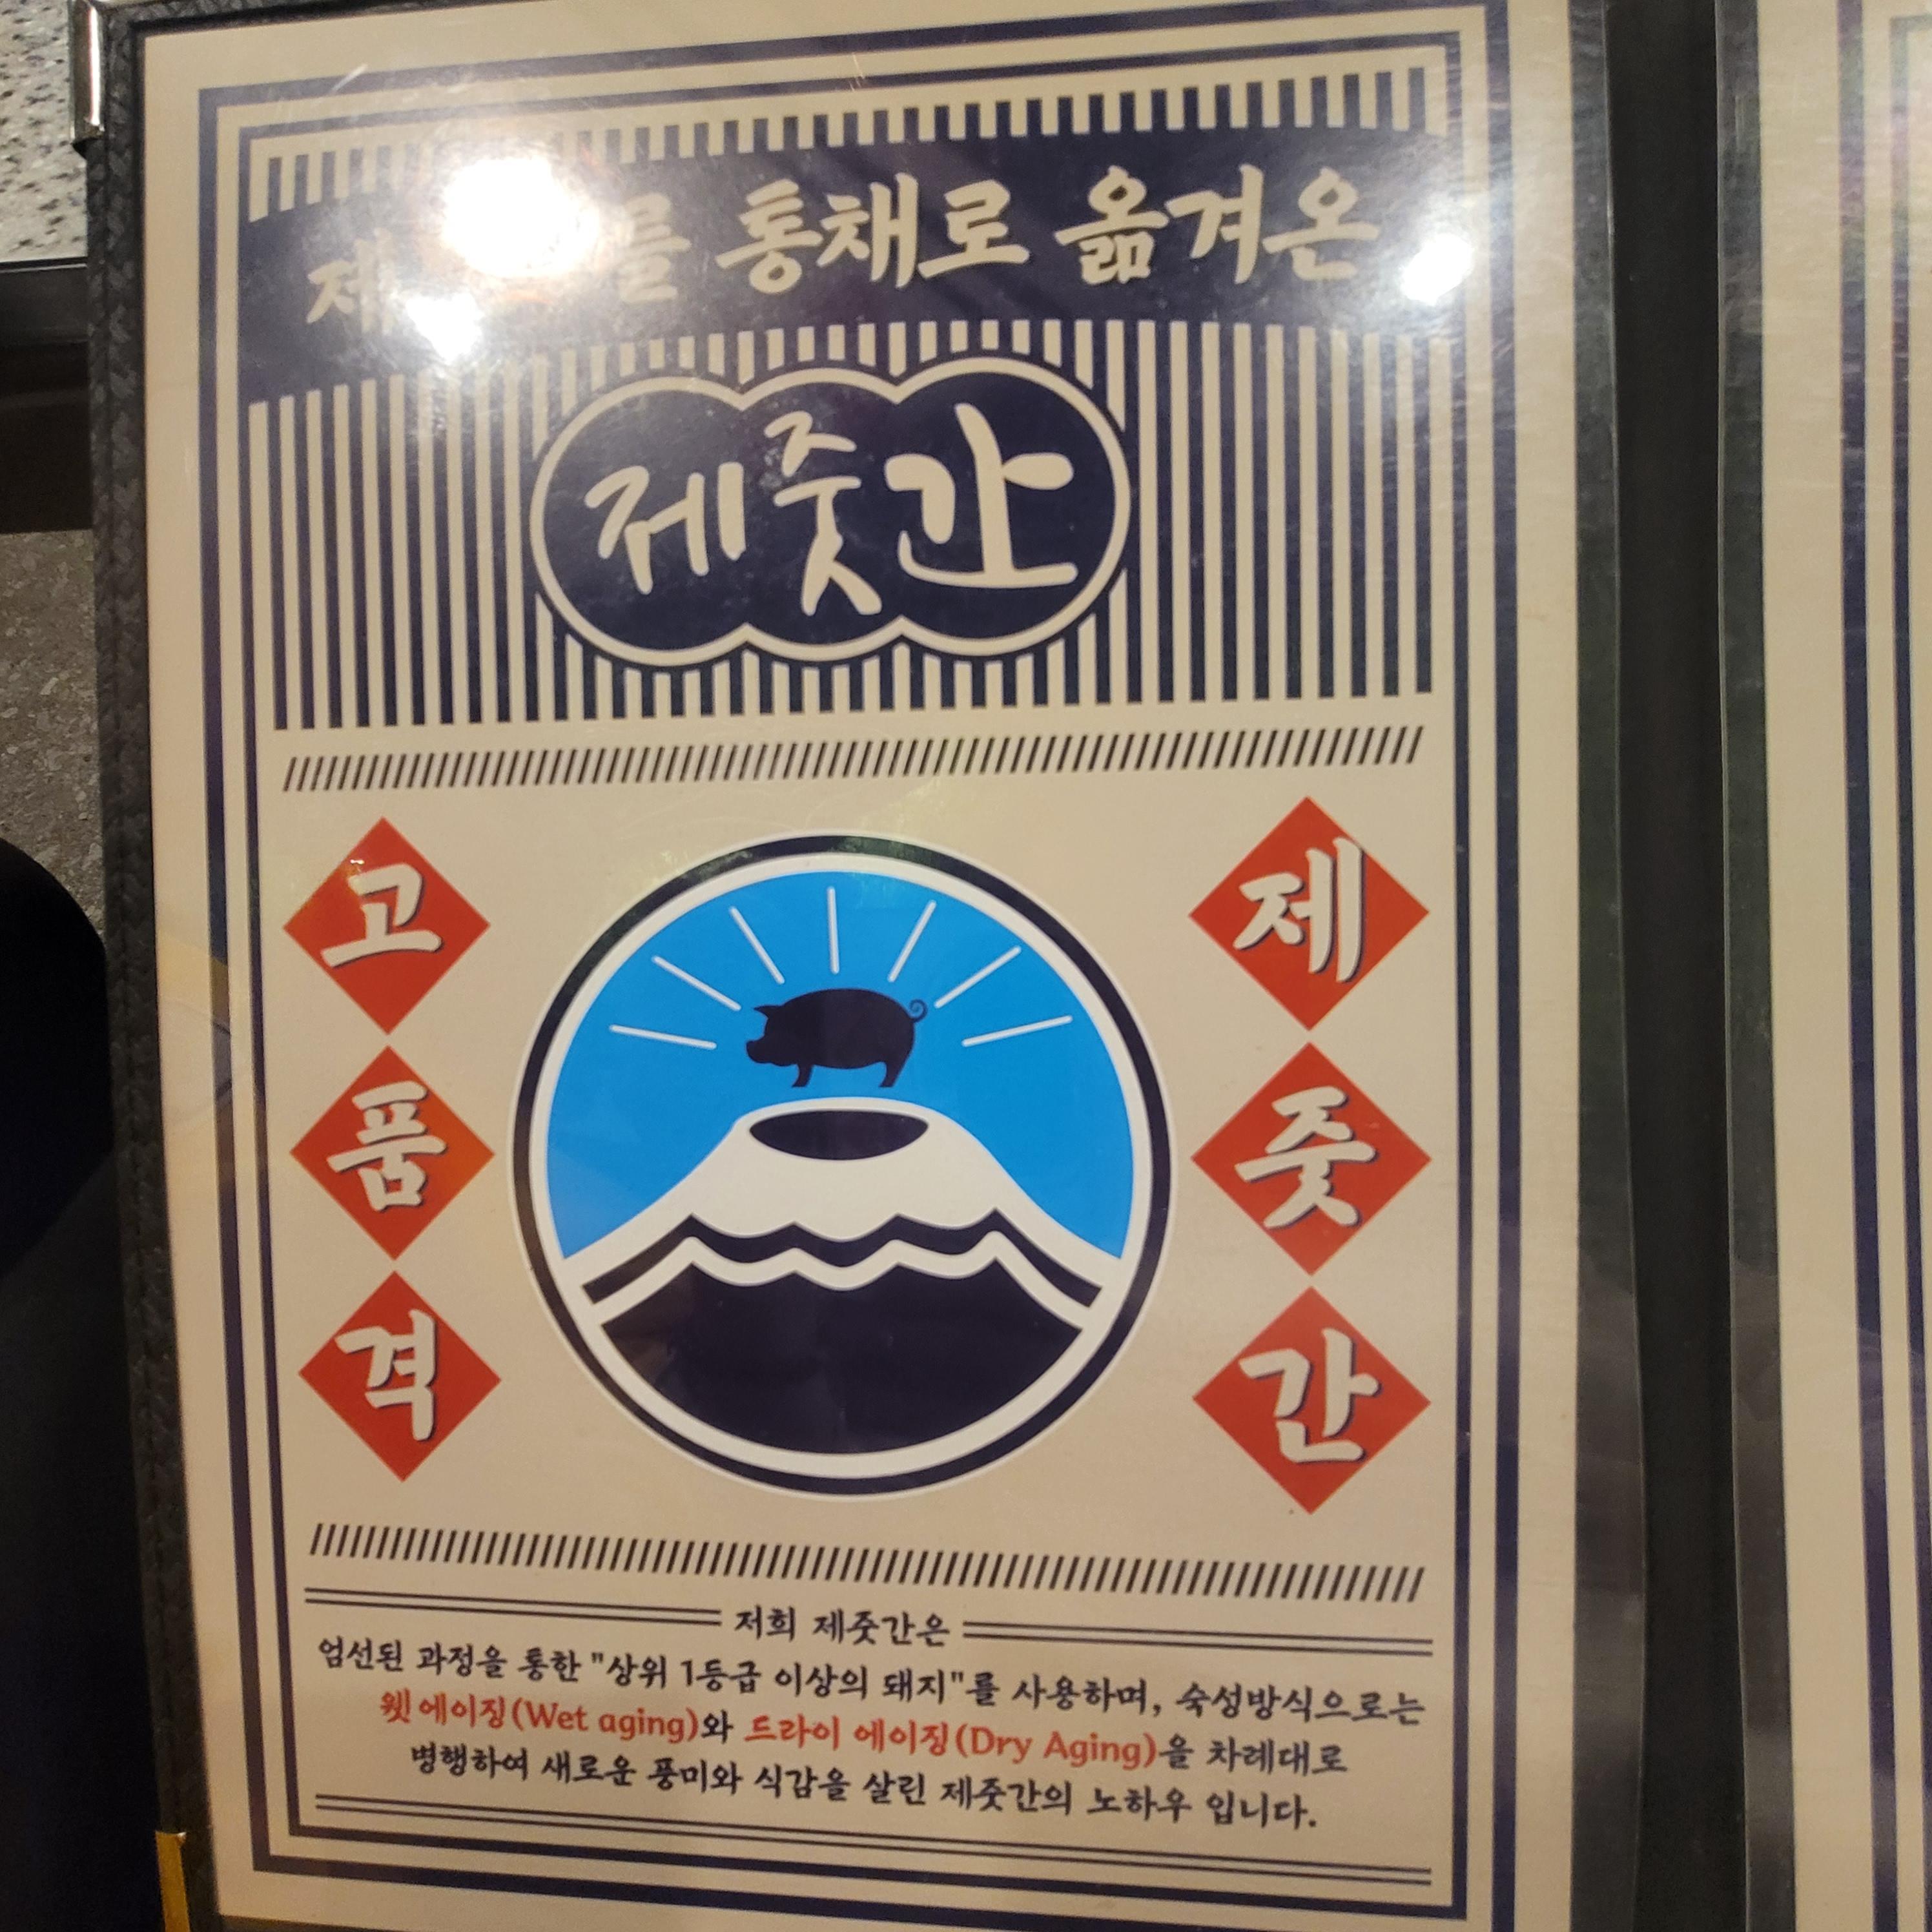 를 통채로 옮겨온
제줏간
고품격
제줏간
저희 제줏간은
엄선된 과정을 통한 "상위 1등급 이상의 돼지"를 사용하며, 숙성방식으로는
웻 에이징(Wet aging)와 드라이 에이징(Dry Aging)을 차례대로
병행하여 새로운 풍미와 식감을 살린 제줏간의 노하우 입니다.